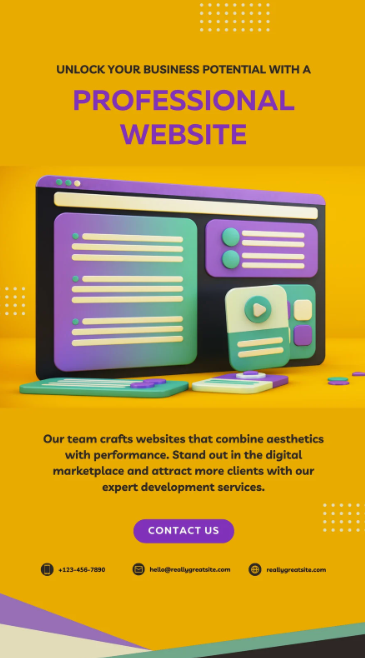 UNLOCK YOUR BUSINESS POTENTIAL WITH A
PROFESSIONAL
WEBSITE
Our team crafts websites that combine aesthetics
with performance. Stand out in the digital
marketplace and attract more clients with our
expert development services.
CONTACT US
+123-456-7890 hello@reallygreatsite.com reallygreatsite.com